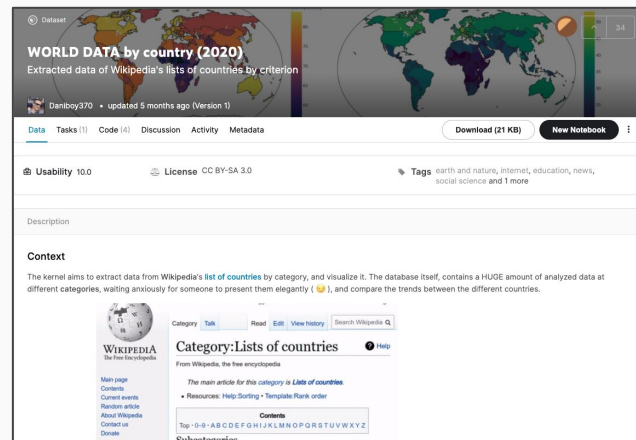 Dataset
34
WORLD DATA by country (2020)
Extracted data of Wikipedia's lists of countries by criterion
Daniboy370 • updated 5 months ago (Version 1)
Data Tasks (1) Code (4) Discussion Activity Metadata Download (21 KB) New Notebook
Usability 10.0 License CC BY-SA 3.0 Tags earth and nature, internet, education, news,
social science and 1 more
Description
Context
The kernel aims to extract data from Wikipedia's list of countries by category, and visualize it. The database itself, contains a HUGE amount of analyzed data at
different categories, waiting anxiously for someone to present them elegantly ( 😏 ), and compare the trends between the different countries.
WIKIPEDIA
The Free Encyclopedia
Main page
Contents
Current events
Random article
About Wikipedia
Contact us
Donate
Category Talk Read Edit View history Search Wikipedia
Category:Lists of countries Help
From Wikipedia, the free encyclopedia
The main article for this category is Lists of countries.
• Resources: Help:Sorting • Template:Rank order
Contents
Top · 0–9 · A B C D E F G H I J K L M N O P Q R S T U V W X Y Z
Subcategories